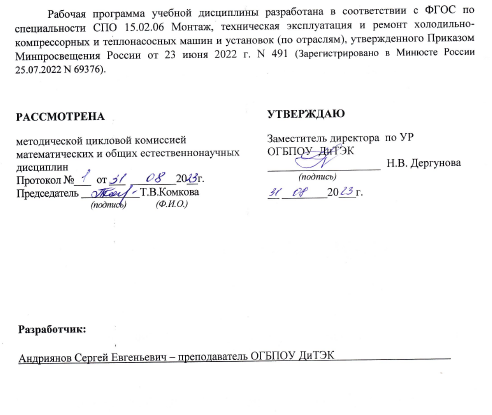 Рабочая программа учебной дисциплины разработана в соответствии с ФГОС по
специальности СПО 15.02.06 Монтаж, техническая эксплуатация и ремонт холодильно-
компрессорных и теплонасосных машин и установок (по отраслям), утвержденного Приказом
Минпросвещения России от 23 июня 2022 г. N 491 (Зарегистрировано в Минюсте России
25.07.2022 N 69376).
РАССМОТРЕНА
методической цикловой комиссией
математических и общих естественнонаучных
дисциплин
Протокол № 1 от 31 08 2023г.
Председатель Т.В.Комкова
(подпись) (Ф.И.О.)
УТВЕРЖДАЮ
Заместитель директора по УР
ОГБПОУ ДиТЭК
Н.В. Дергунова
(подпись)
31 08 2023 г.
Разработчик:
Андриянов Сергей Евгеньевич – преподаватель ОГБПОУ ДиТЭК